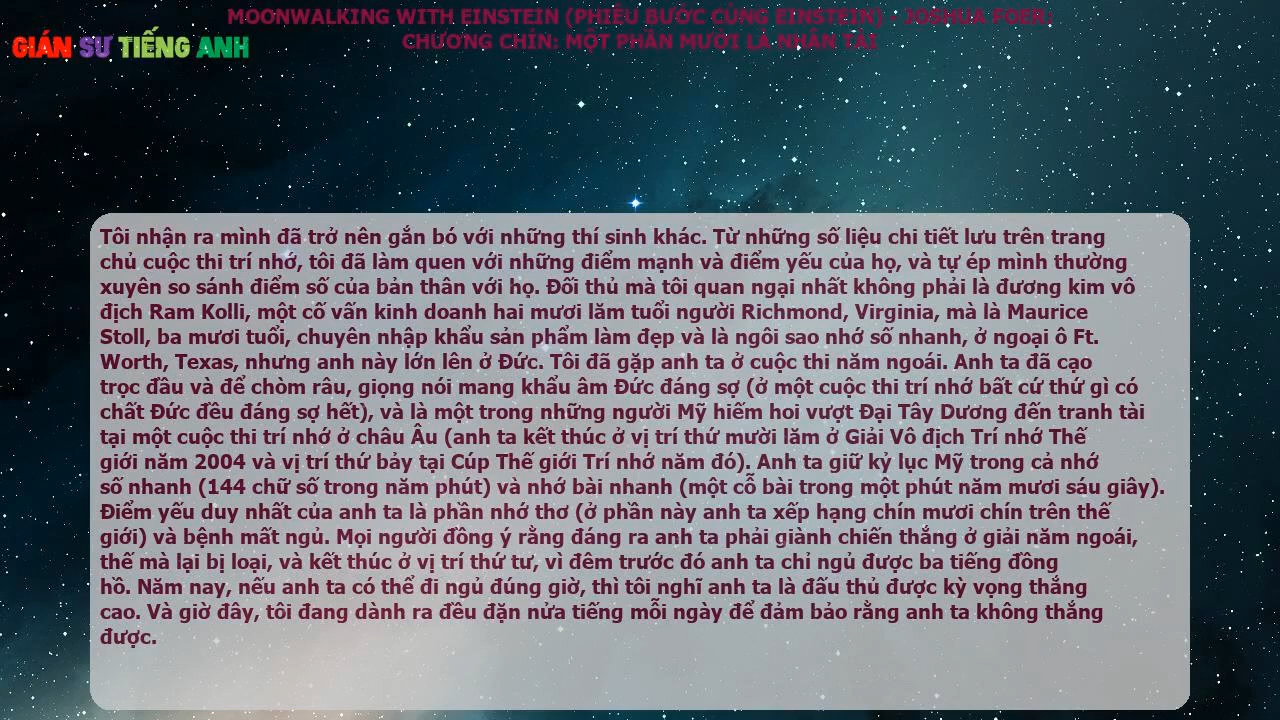 MOONWALKING WITH EINSTEIN (PHIÊU BƯỚC CÙNG EINSTEIN) - JOSHUA FOER;
CHƯƠNG CHÍN: MỘT PHẦN MƯỜI LÀ NHÂN TÀI
GIÁN SƯ TIẾNG ANH
Tôi nhận ra mình đã trở nên gắn bó với những thí sinh khác. Từ những số liệu chi tiết lưu trên trang
chủ cuộc thi trí nhớ, tôi đã làm quen với những điểm mạnh và điểm yếu của họ, và tự ép mình thường
xuyên so sánh điểm số của bản thân với họ. Đối thủ mà tôi quan ngại nhất không phải là đương kim vô
địch Ram Kolli, một cố vấn kinh doanh hai mươi lăm tuổi người Richmond, Virginia, mà là Maurice
Stoll, ba mươi tuổi, chuyên nhập khẩu sản phẩm làm đẹp và là ngôi sao nhớ số nhanh, ở ngoại ô Ft.
Worth, Texas, nhưng anh này lớn lên ở Đức. Tôi đã gặp anh ta ở cuộc thi năm ngoái. Anh ta đã cạo
trọc đầu và để chòm râu, giọng nói mang khẩu âm Đức đáng sợ (ở một cuộc thi trí nhớ bất cứ thứ gì có
chất Đức đều đáng sợ hết), và là một trong những người Mỹ hiếm hoi vượt Đại Tây Dương đến tranh tài
tại một cuộc thi trí nhớ ở châu Âu (anh ta kết thúc ở vị trí thứ mười lăm ở Giải Vô địch Trí nhớ Thế
giới năm 2004 và vị trí thứ bảy tại Cúp Thế giới Trí nhớ năm đó). Anh ta giữ kỷ lục Mỹ trong cả nhớ
số nhanh (144 chữ số trong năm phút) và nhớ bài nhanh (một cỗ bài trong một phút năm mươi sáu giây).
Điểm yếu duy nhất của anh ta là phần nhớ thơ (ở phần này anh ta xếp hạng chín mươi chín trên thế
giới) và bệnh mất ngủ. Mọi người đồng ý rằng đáng ra anh ta phải giành chiến thắng ở giải năm ngoái,
thế mà lại bị loại, và kết thúc ở vị trí thứ tư, vì đêm trước đó anh ta chỉ ngủ được ba tiếng đồng
hồ. Năm nay, nếu anh ta có thể đi ngủ đúng giờ, thì tôi nghĩ anh ta là đấu thủ được kỳ vọng thắng
cao. Và giờ đây, tôi đang dành ra đều đặn nửa tiếng mỗi ngày để đảm bảo rằng anh ta không thắng
được.